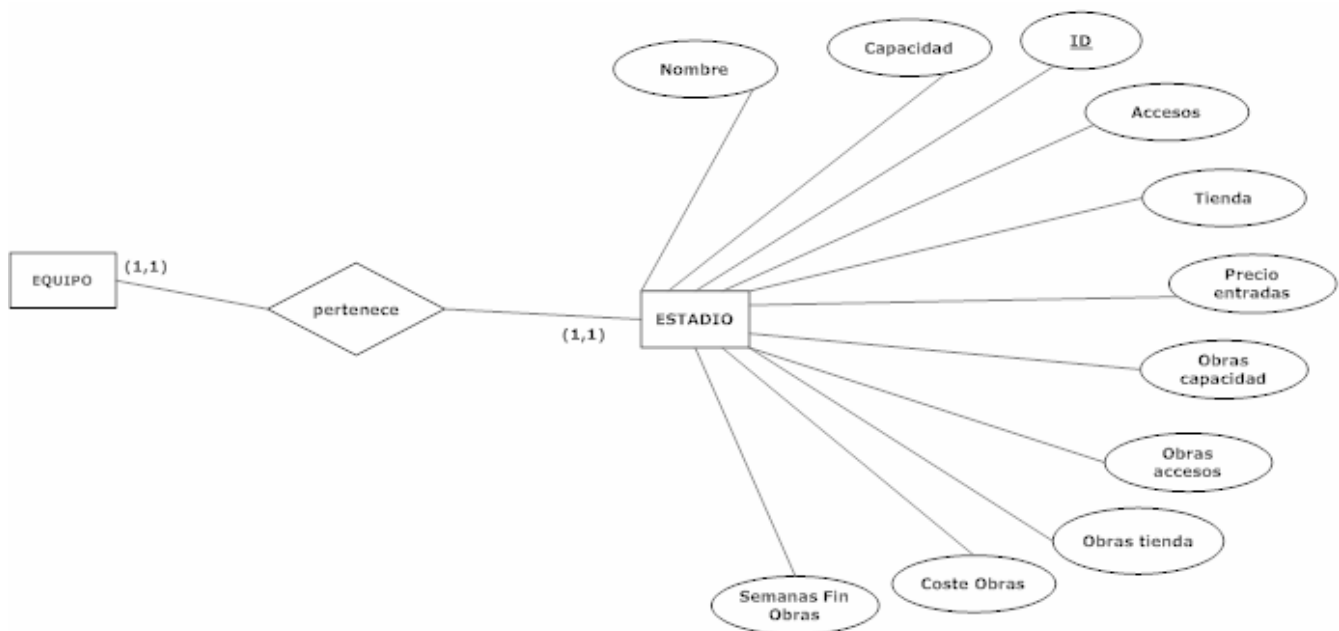 Nombre
Capacidad
ID
Accesos
Tienda
EQUIPO
(1,1)
pertenece
(1,1)
ESTADIO
Precio
entradas
Obras
capacidad
Obras
accesos
Obras tienda
Coste Obras
Semanas Fin
Obras